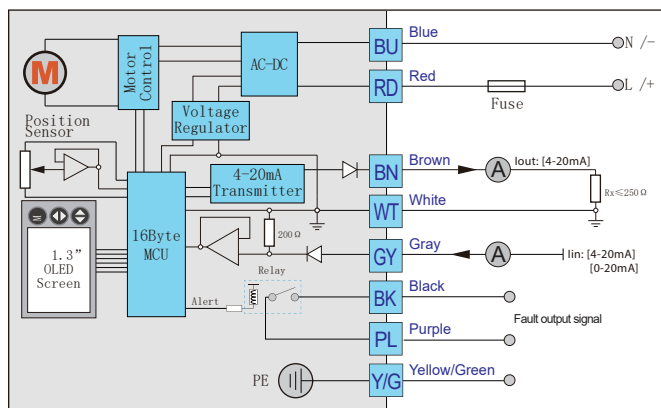 M
Motor
Control
AC-DC
Voltage
Regulator
Position
Sensor
4-20mA
Transmitter
16Byte
MCU
200Ω
1.3”
OLED
Screen
Relay
Alert
PE
BU
Blue
N /-
RD
Red
Fuse
L /+
BN
Brown
A
Iout: [4-20mA]
Rx≤250Ω
WT
White
GY
Gray
A
Iin: [4-20mA]
[0-20mA]
BK
Black
Fault output signal
PL
Purple
Y/G
Yellow/Green